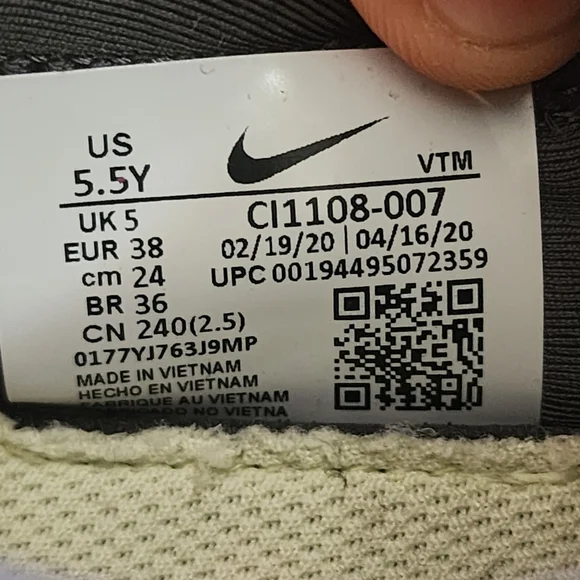 US
5.5Y
VTM
UK 5
EUR 38
cm 24
BR 36
CN 240(2.5)
CI1108-007
02/19/20 | 04/16/20
UPC 00194495072359
0177YJ763J9MP
MADE IN VIETNAM
HECHO EN VIETNAM
FABRIQUE AU VIETNAM
NO VIETNA